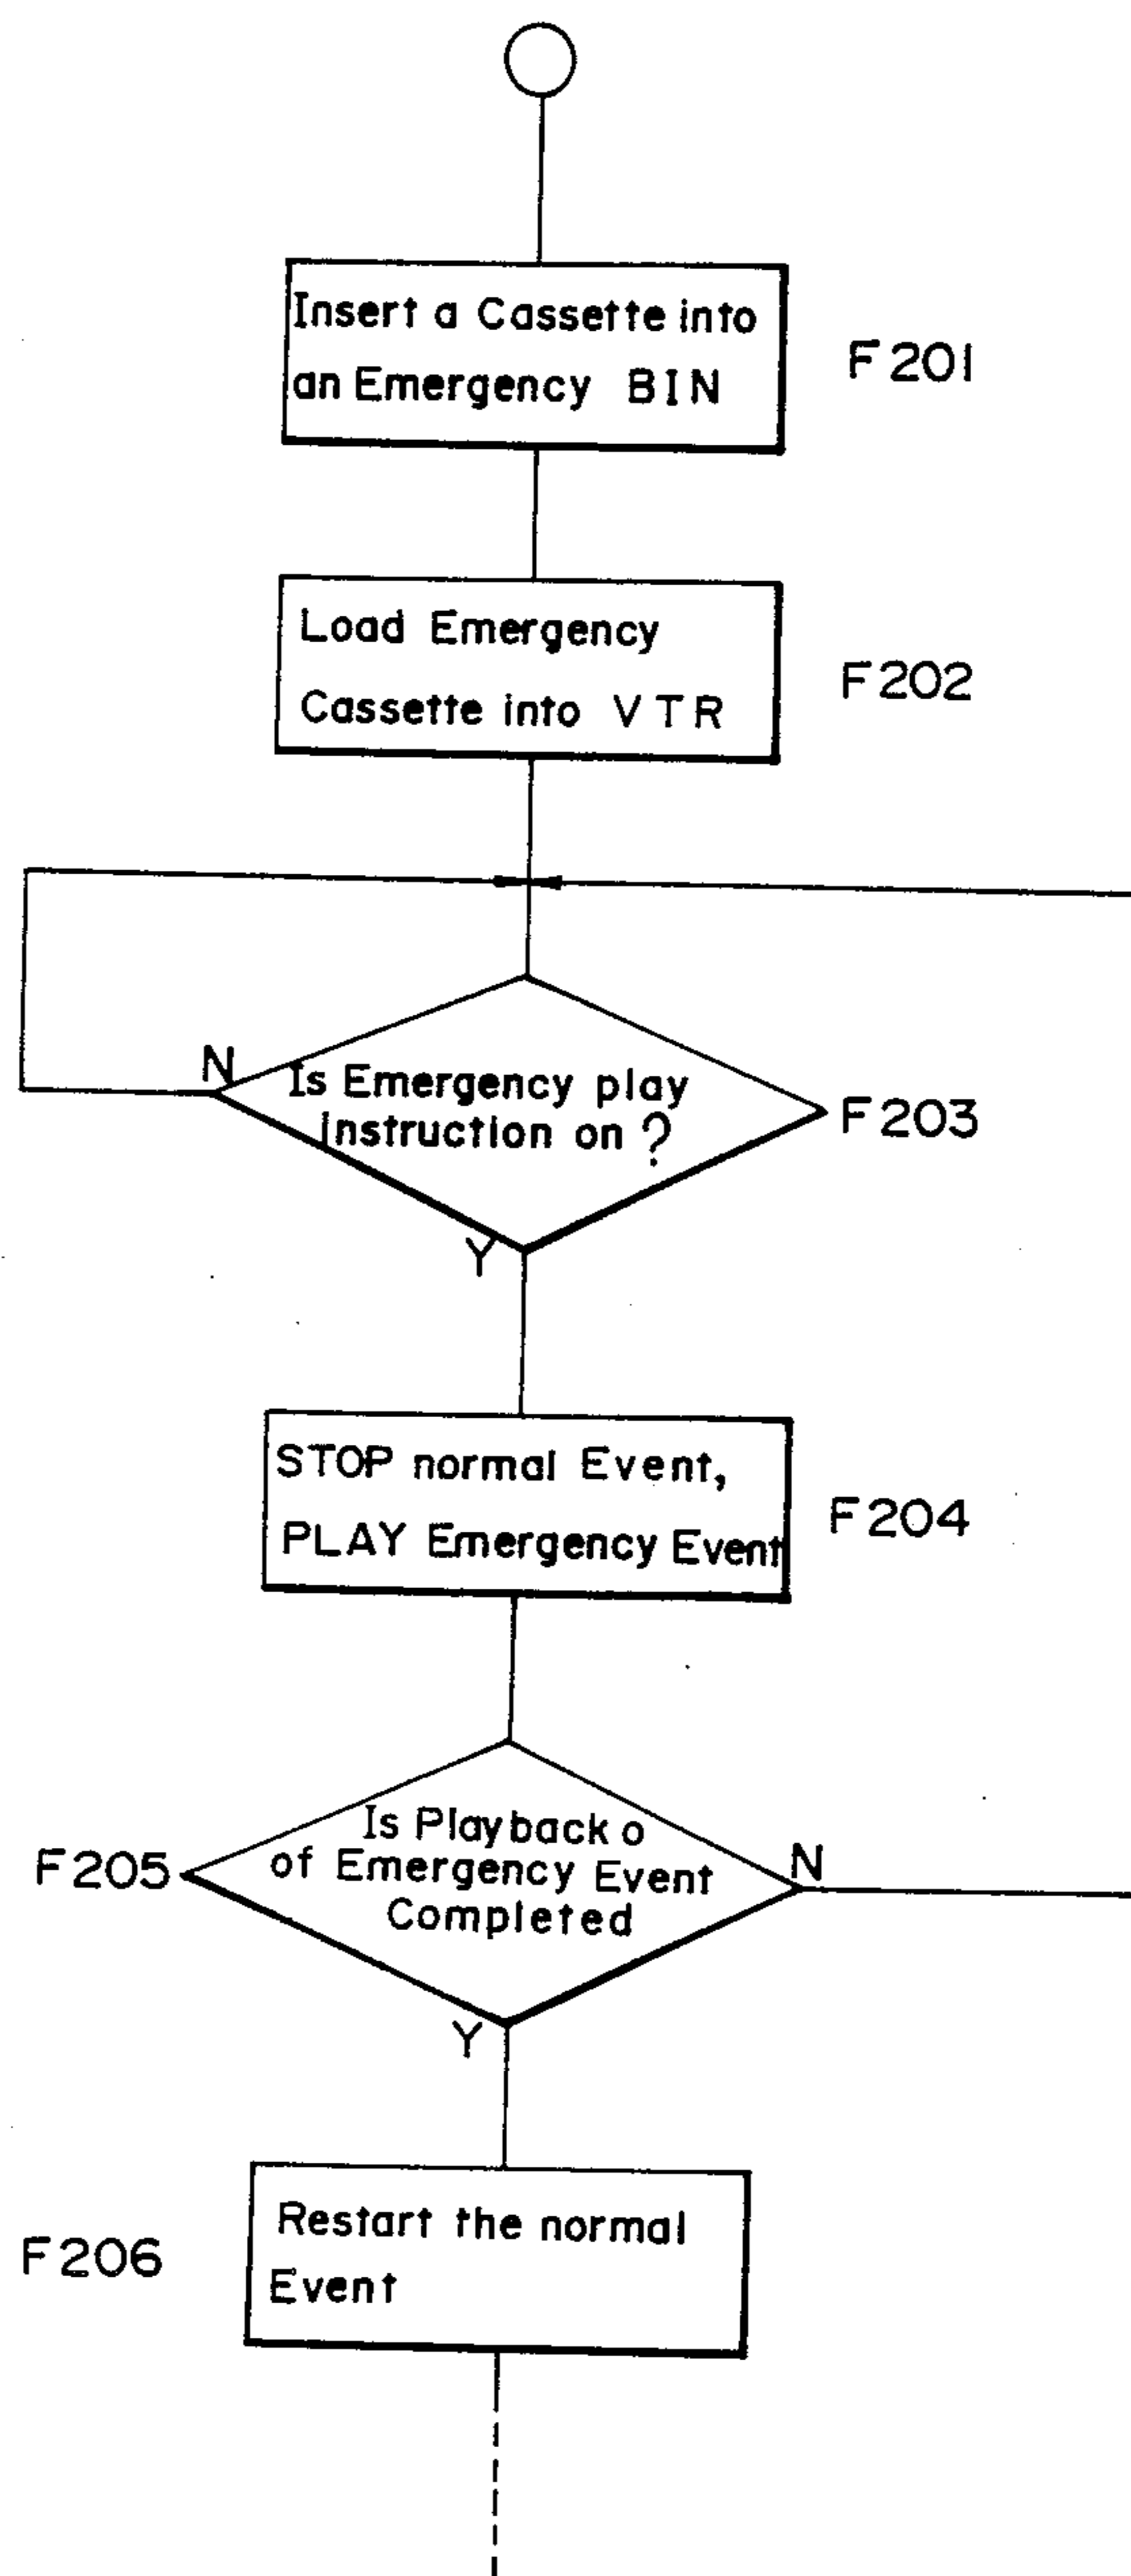 Insert a Cassette into
an Emergency BIN
F201
Load Emergency
Cassette into VTR
F202
N
Is Emergency play
instruction on ?
F203
Y
STOP normal Event,
PLAY Emergency Event
F204
Is Playback o
of Emergency Event
Completed
F205
N
Y
Restart the normal
Event
F206